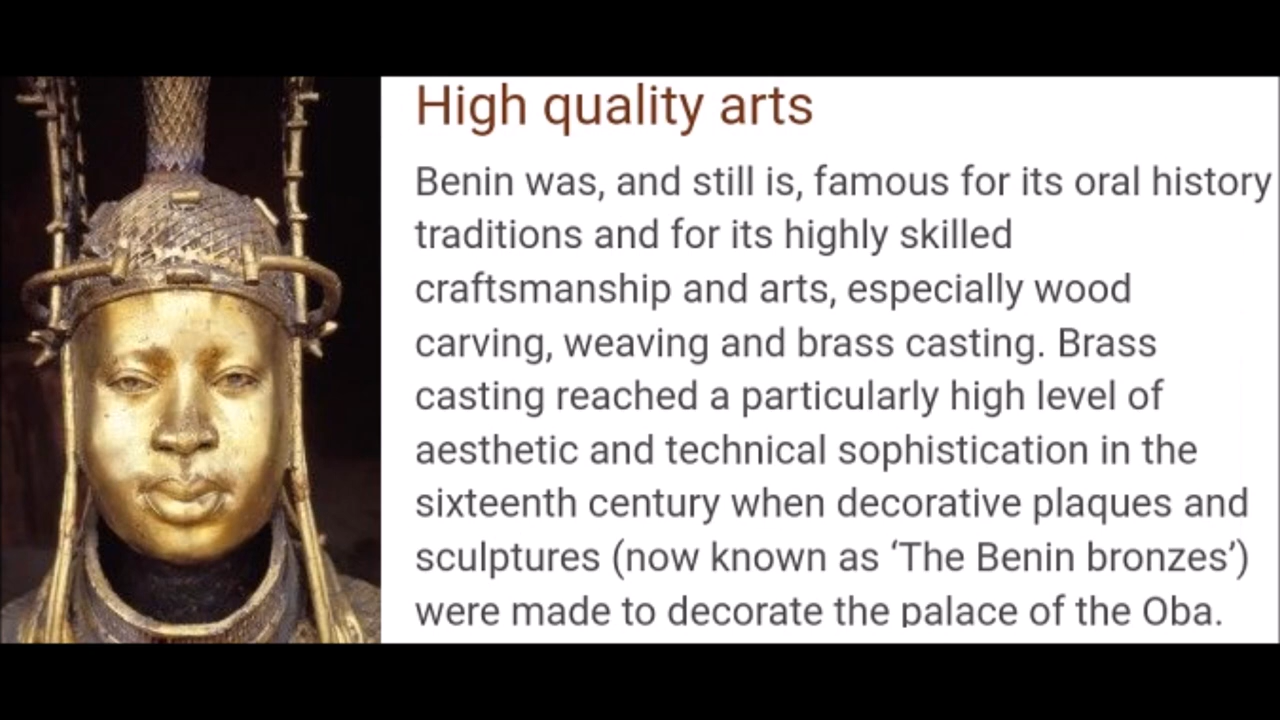 High quality arts
Benin was, and still is, famous for its oral history
traditions and for its highly skilled
craftsmanship and arts, especially wood
carving, weaving and brass casting. Brass
casting reached a particularly high level of
aesthetic and technical sophistication in the
sixteenth century when decorative plaques and
sculptures (now known as ‘The Benin bronzes’)
were made to decorate the palace of the Oba.